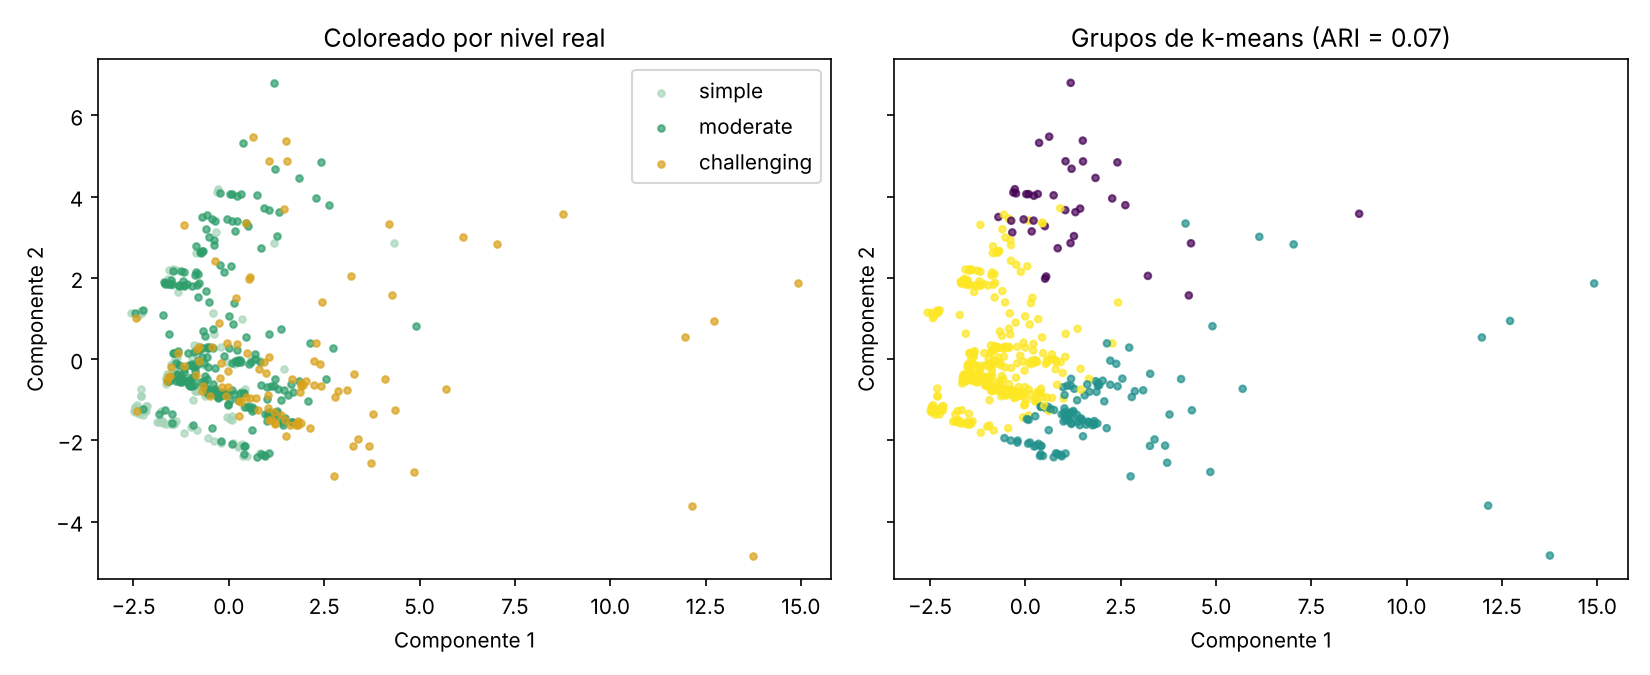 Coloreado por nivel real
simple
moderate
challenging
6
4
2
0
−2
−4
Componente 2
−2.5 0.0 2.5 5.0 7.5 10.0 12.5 15.0
Componente 1
Grupos de k-means (ARI = 0.07)
Componente 2
−2.5 0.0 2.5 5.0 7.5 10.0 12.5 15.0
Componente 1